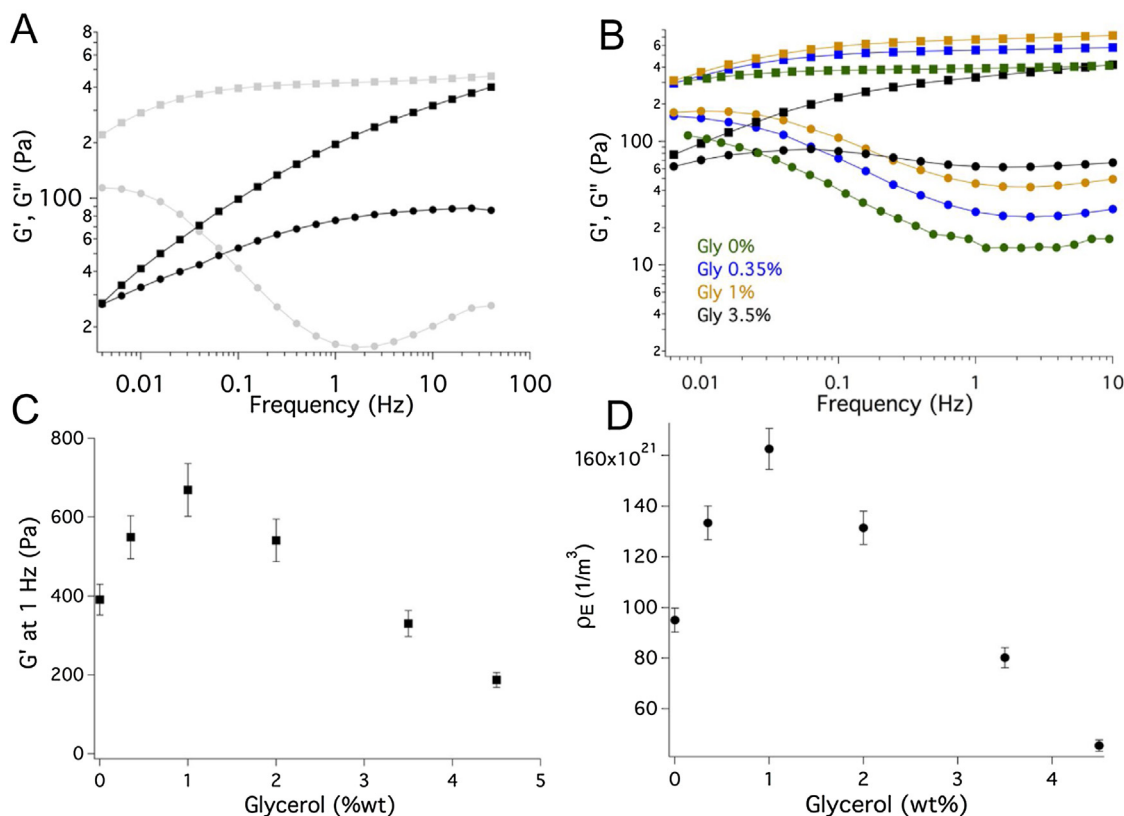 A
8
6
4
2
100
8
6
4
2
G', G" (Pa)
0.01
0.1
1
10
100
Frequency (Hz)
B
6
4
2
100
6
4
2
10
6
4
2
G', G" (Pa)
Gly 0%
Gly 0.35%
Gly 1%
Gly 3.5%
0.01
0.1
1
10
Frequency (Hz)
C
800
600
400
200
0
G' at 1 Hz (Pa)
0
1
2
3
4
5
Glycerol (%wt)
D
160x10²¹
140
120
100
80
60
ρE (1/m³)
0
1
2
3
4
Glycerol (wt%)